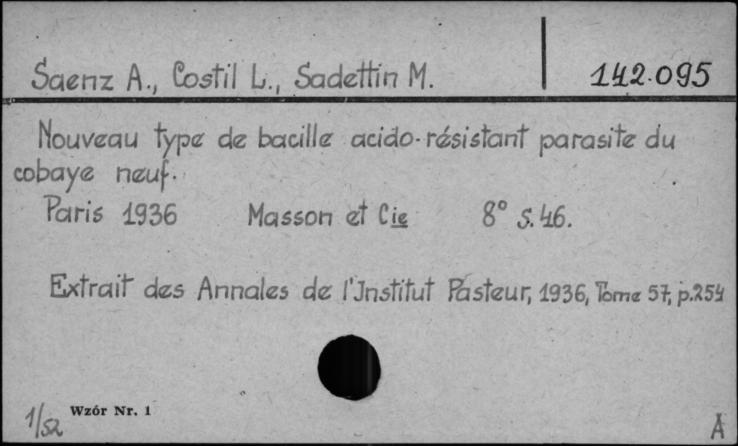 Saenz A., Costil L., Sadettin M. 142.095
Nouveau type de bacille acido-résistant parasite du
cobaye neuf.
Paris 1936 Masson et Cie 8° S. 46.
Extrait des Annales de l'Institut Pasteur, 1936, Tome 57, p.254
1/52 Wzór Nr. 1
A